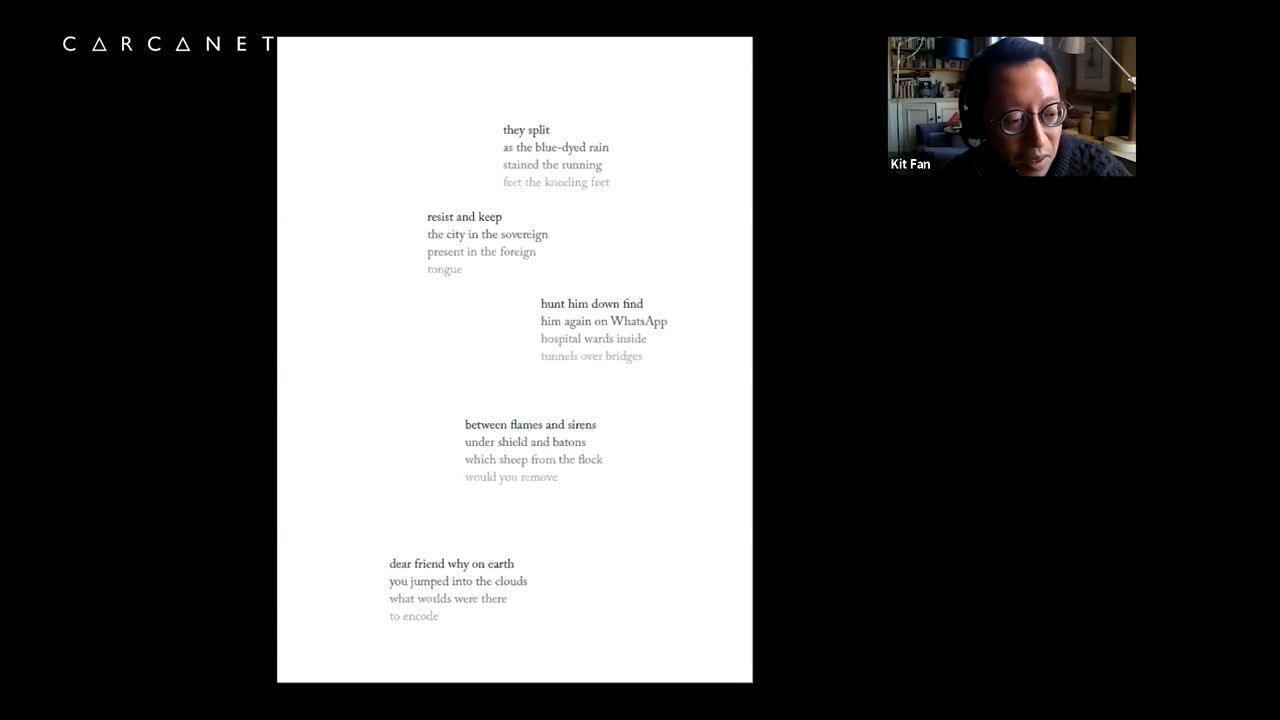 CARCANET
they split
as the blue-dyed rain
stained the running
feet the kneeling feet
resist and keep
the city in the sovereign
present in the foreign
tongue
hunt him down find
him again on WhatsApp
hospital wards inside
tunnels over bridges
between flames and sirens
under shield and batons
which sheep from the flock
would you remove
dear friend why on earth
you jumped into the clouds
what worlds were there
to encode
Kit Fan